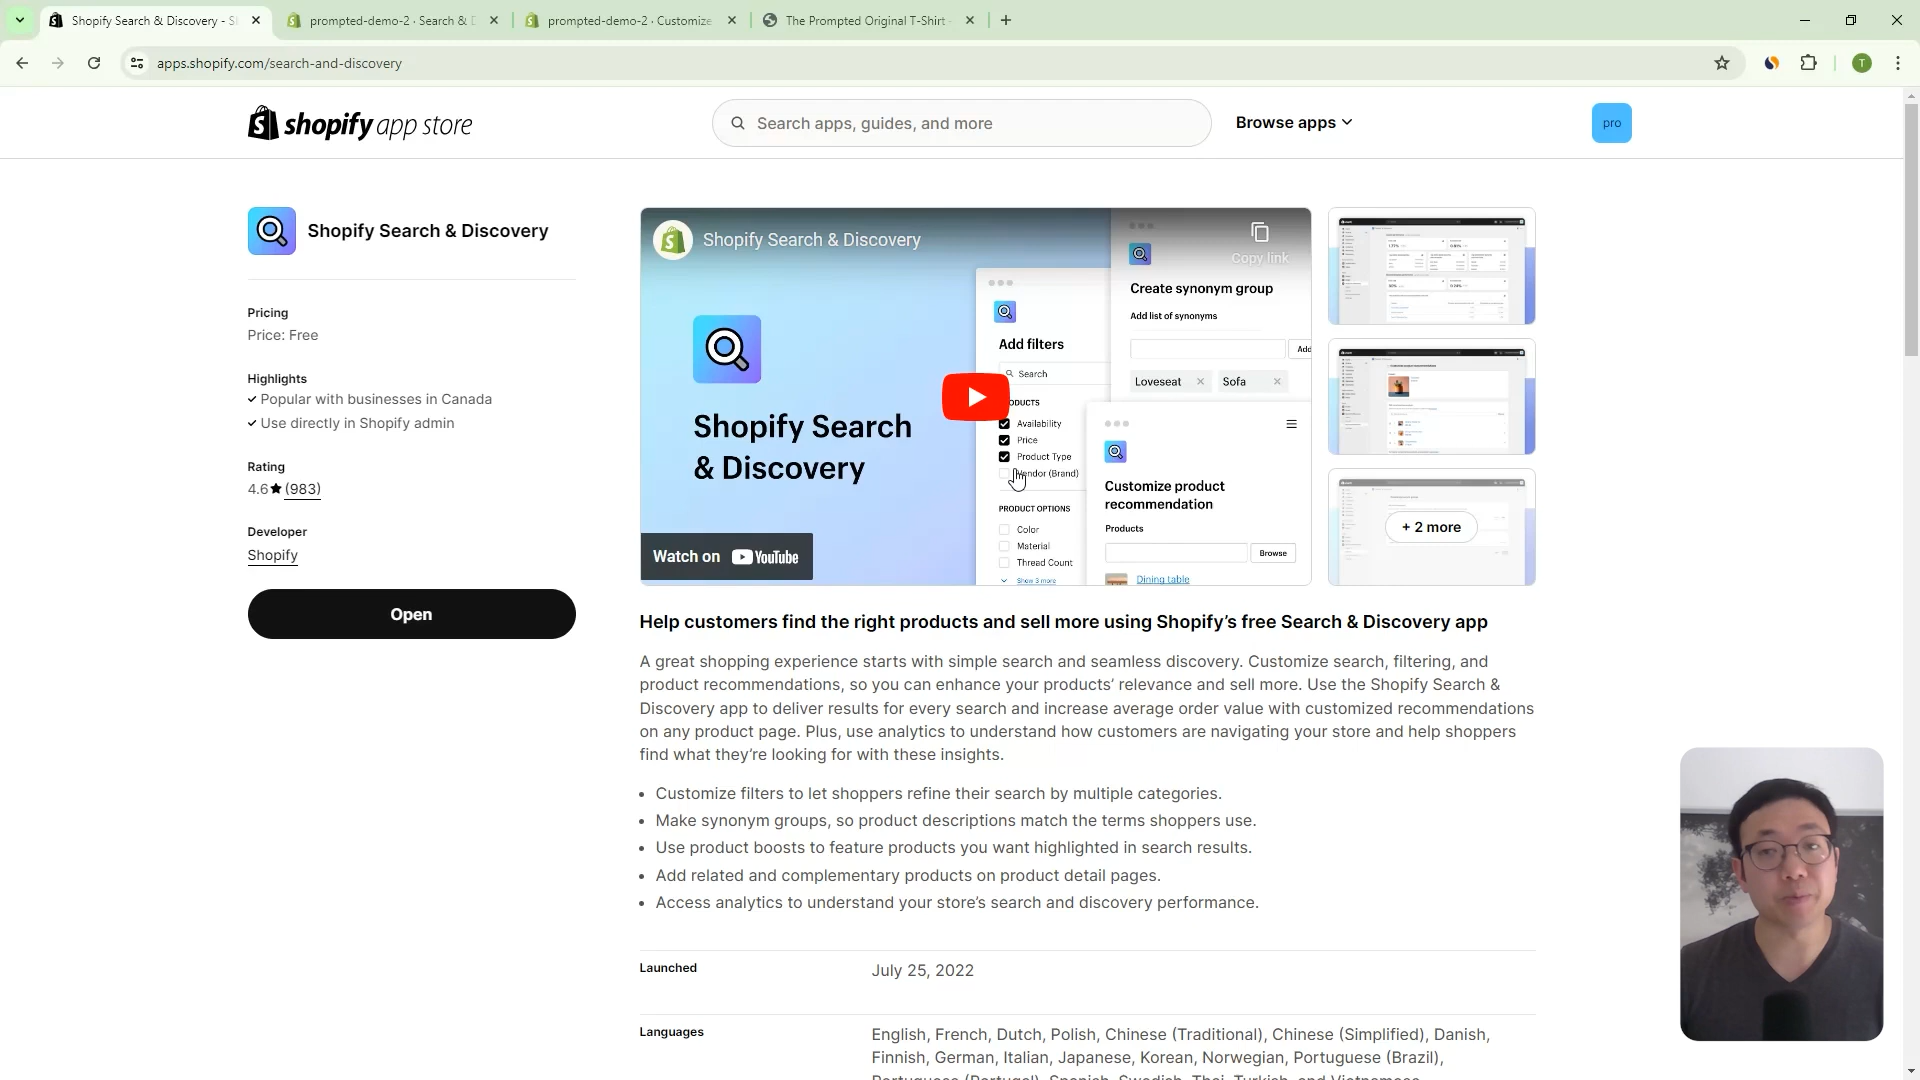 Shopify Search & Discovery - S
prompted-demo-2 · Search & D
prompted-demo-2 · Customize
The Prompted Original T-Shirt -
apps.shopify.com/search-and-discovery
T
shopify app store
Search apps, guides, and more
Browse apps
pro
Shopify Search & Discovery
Pricing
Price: Free
Highlights
Popular with businesses in Canada
Use directly in Shopify admin
Rating
4.6★ (983)
Developer
Shopify
Open
Shopify Search & Discovery
Copy link
Shopify Search
& Discovery
Watch on YouTube
Add filters
Search
ODUCTS
Availability
Price
Product Type
Vendor (Brand)
PRODUCT OPTIONS
Color
Material
Thread Count
Show 3 more
Create synonym group
Add list of synonyms
Add
Loveseat
Sofa
Customize product
recommendation
Products
Browse
Dining table
+ 2 more
Help customers find the right products and sell more using Shopify’s free Search & Discovery app
A great shopping experience starts with simple search and seamless discovery. Customize search, filtering, and
product recommendations, so you can enhance your products’ relevance and sell more. Use the Shopify Search &
Discovery app to deliver results for every search and increase average order value with customized recommendations
on any product page. Plus, use analytics to understand how customers are navigating your store and help shoppers
find what they’re looking for with these insights.
• Customize filters to let shoppers refine their search by multiple categories.
• Make synonym groups, so product descriptions match the terms shoppers use.
• Use product boosts to feature products you want highlighted in search results.
• Add related and complementary products on product detail pages.
• Access analytics to understand your store’s search and discovery performance.
Launched
July 25, 2022
Languages
English, French, Dutch, Polish, Chinese (Traditional), Chinese (Simplified), Danish,
Finnish, German, Italian, Japanese, Korean, Norwegian, Portuguese (Brazil),
Portuguese (Portugal), Spanish, Swedish, Thai, Turkish, and Vietnamese